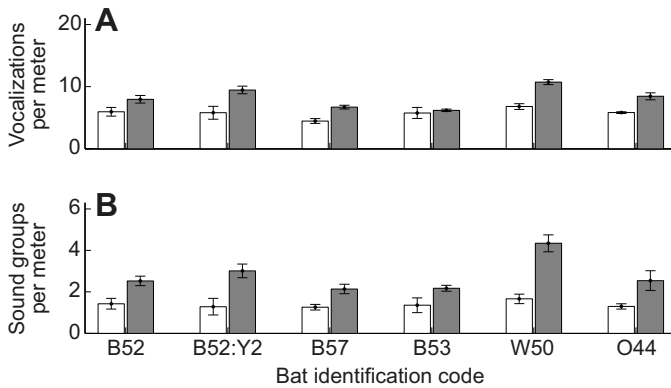 A
20
10
0
Vocalizations
per meter
B
6
4
2
0
Sound groups
per meter
B52 B52:Y2 B57 B53 W50 O44
Bat identification code